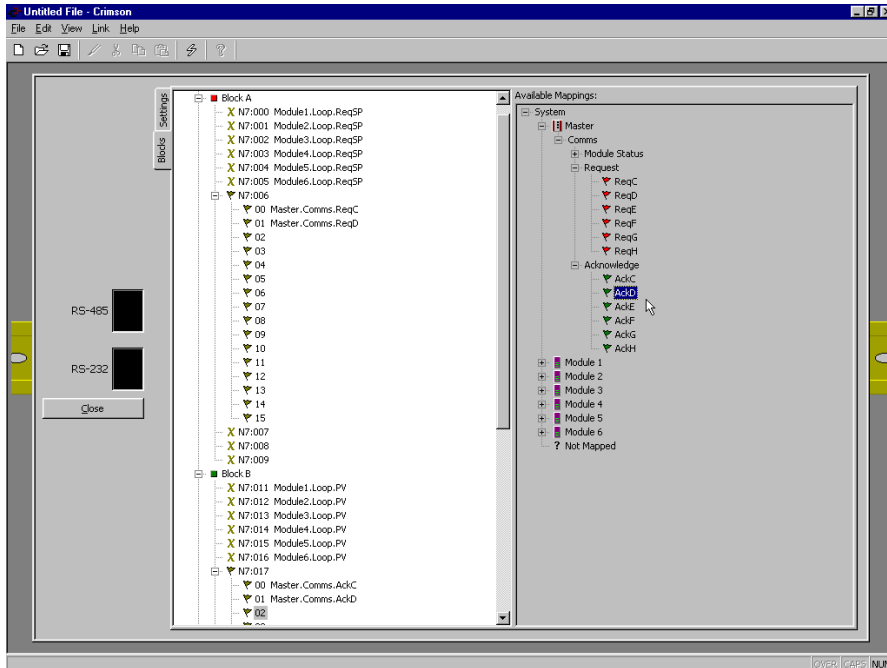 Untitled File - Crimson
File Edit View Link Help
Settings
Blocks
RS-485
RS-232
Close
Block A
N7:000 Module1.Loop.ReqSP
N7:001 Module2.Loop.ReqSP
N7:002 Module3.Loop.ReqSP
N7:003 Module4.Loop.ReqSP
N7:004 Module5.Loop.ReqSP
N7:005 Module6.Loop.ReqSP
N7:006
00 Master.Comms.ReqC
01 Master.Comms.ReqD
02
03
04
05
06
07
08
09
10
11
12
13
14
15
N7:007
N7:008
N7:009
Block B
N7:011 Module1.Loop.PV
N7:012 Module2.Loop.PV
N7:013 Module3.Loop.PV
N7:014 Module4.Loop.PV
N7:015 Module5.Loop.PV
N7:016 Module6.Loop.PV
N7:017
00 Master.Comms.AckC
01 Master.Comms.AckD
02
Available Mappings:
System
Master
Comms
Module Status
Request
ReqC
ReqD
ReqE
ReqF
ReqG
ReqH
Acknowledge
AckC
AckD
AckE
AckF
AckG
AckH
Module 1
Module 2
Module 3
Module 4
Module 5
Module 6
? Not Mapped
OVER CAPS NUM